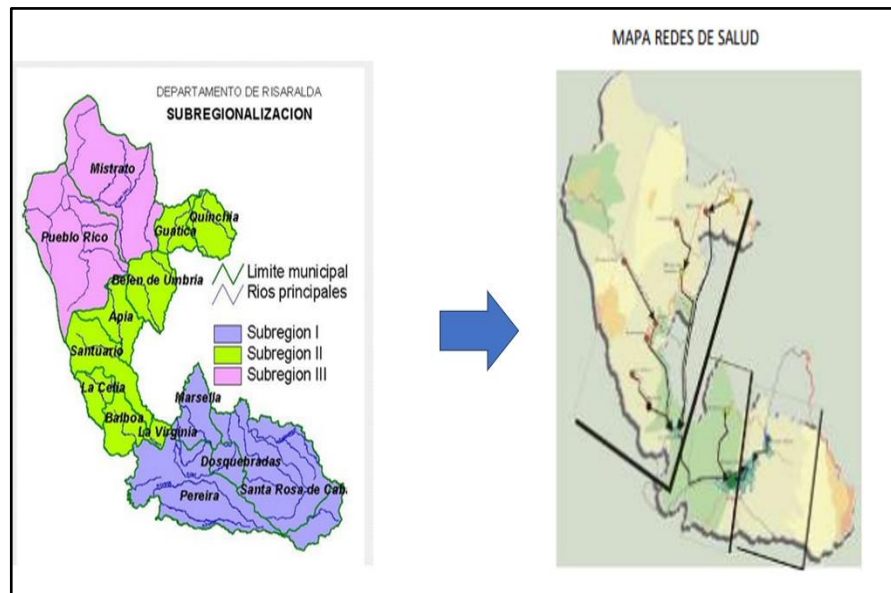 MAPA REDES DE SALUD
DEPARTAMENTO DE RISARALDA
SUBREGIONALIZACION
Mistrato
Quinchia
Guatica
Pueblo Rico
Limite municipal
Belen de Umbria
Rios principales
Apia
Subregion I
Santuario
Subregion II
Subregion III
La Celia
Marsella
Balboa
La Virginia
Dosquebradas
Santa Rosa de Cab
Pereira